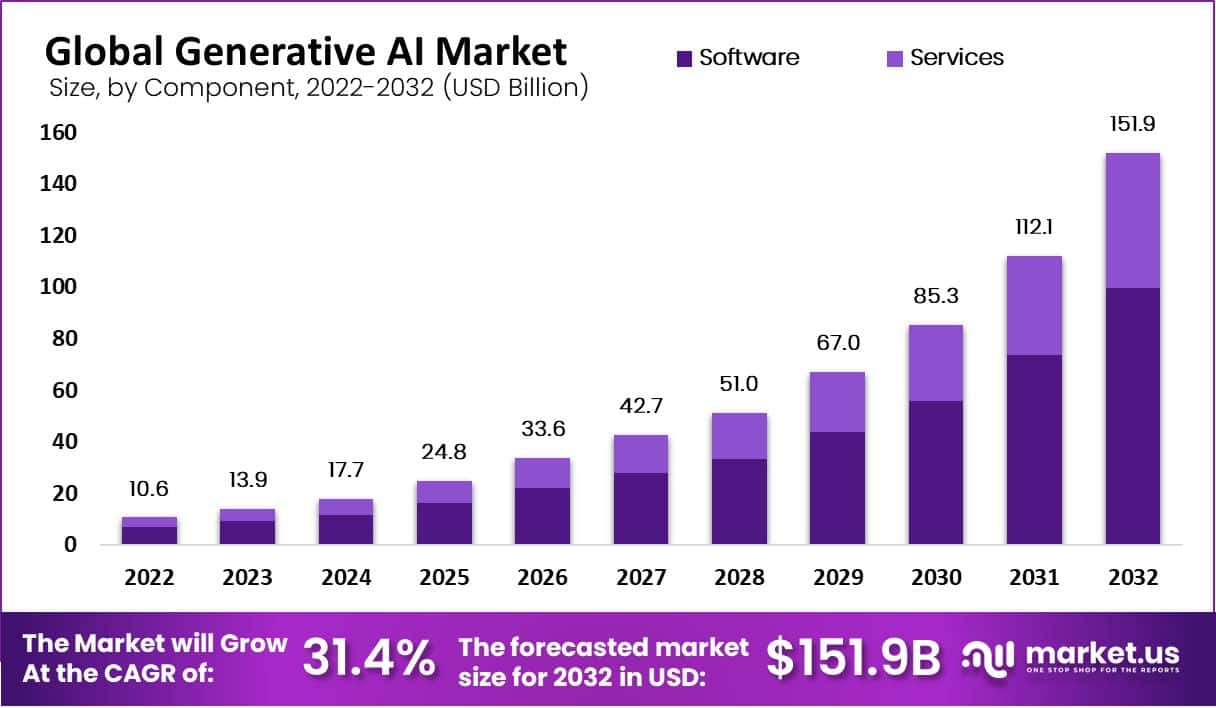 Global Generative AI Market
Size, by Component, 2022-2032 (USD Billion)
Software
Services
160
140
120
100
80
60
40
20
0
10.6
13.9
17.7
24.8
33.6
42.7
51.0
67.0
85.3
112.1
151.9
2022
2023
2024
2025
2026
2027
2028
2029
2030
2031
2032
The Market will Grow
At the CAGR of:
31.4%
The forecasted market
size for 2032 in USD:
$151.9B
market.us
ONE STOP SHOP FOR THE REPORTS